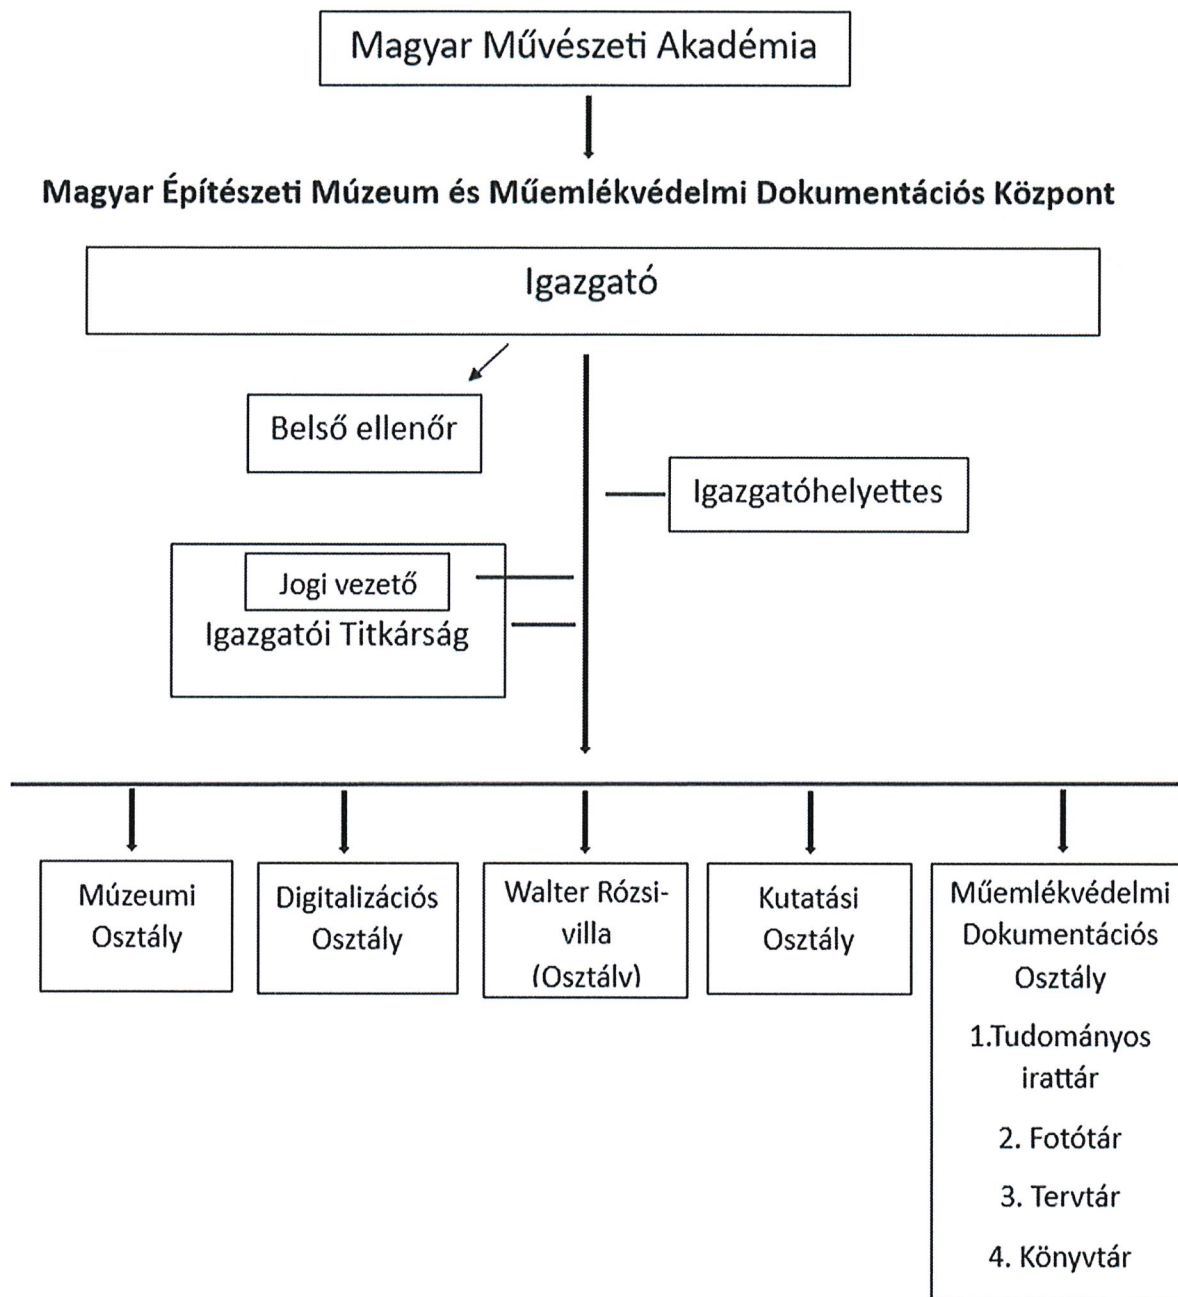 Magyar Művészeti Akadémia
Magyar Építészeti Múzeum és Műemlékvédelmi Dokumentációs Központ
Igazgató
Belső ellenőr
Igazgatóhelyettes
Jogi vezető
Igazgatói Titkárság
Múzeumi
Osztály
Digitalizációs
Osztály
Walter Rózsi-
villa
(Osztály)
Kutatási
Osztály
Műemlékvédelmi
Dokumentációs
Osztály
1.Tudományos
irattár
2. Fotótár
3. Tervtár
4. Könyvtár